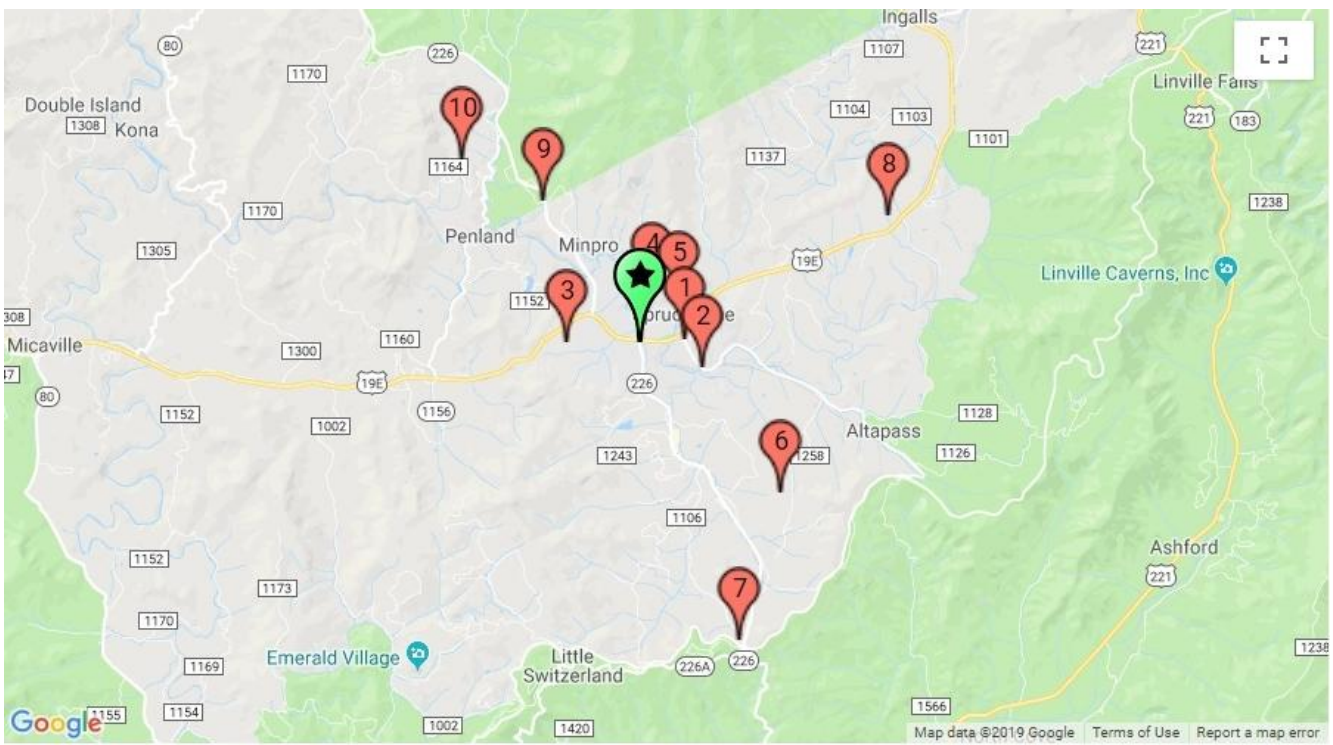 Ingalls
80
226
1107
221
1170
Linville Falls
Double Island
1308
Kona
10
1104
1103
221
183
1101
9
1164
1137
8
1238
1170
Penland
Minpro
4
5
1305
19E
Linville Caverns, Inc
3
1152
1
308
2
Micaville
1300
1160
47
19E
226
80
1152
1002
1156
1128
Altapass
6
1243
1258
1126
1106
1152
Ashford
221
7
1173
1170
Emerald Village
Little
Switzerland
226A
226
1169
1238
Google
1155
1154
1002
1420
1566
Map data ©2019 Google
Terms of Use
Report a map error